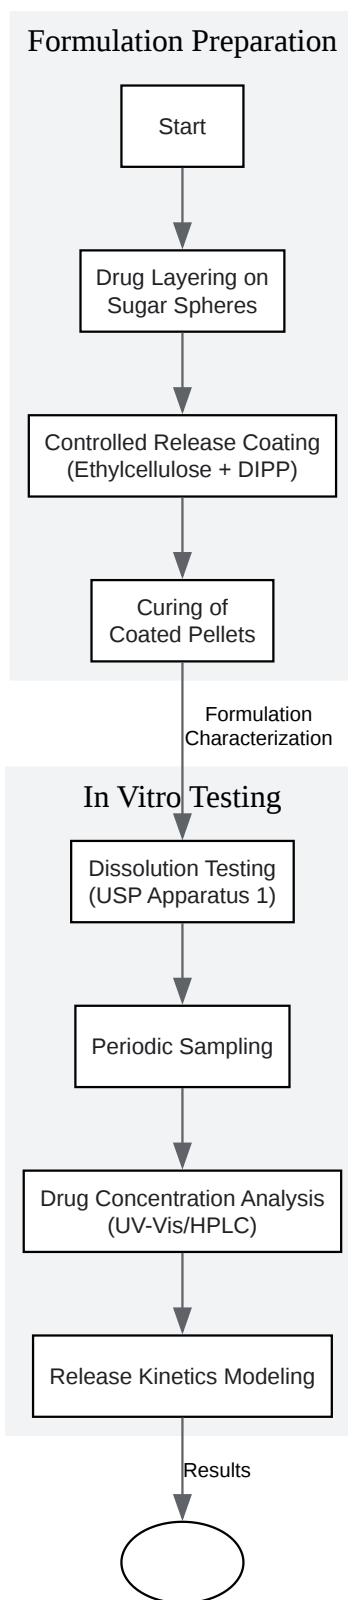 Formulation Preparation
Start
Drug Layering on
Sugar Spheres
Controlled Release Coating
(Ethylcellulose + DIPP)
Curing of
Coated Pellets
Formulation
Characterization
In Vitro Testing
Dissolution Testing
(USP Apparatus 1)
Periodic Sampling
Drug Concentration Analysis
(UV-Vis/HPLC)
Release Kinetics Modeling
Results